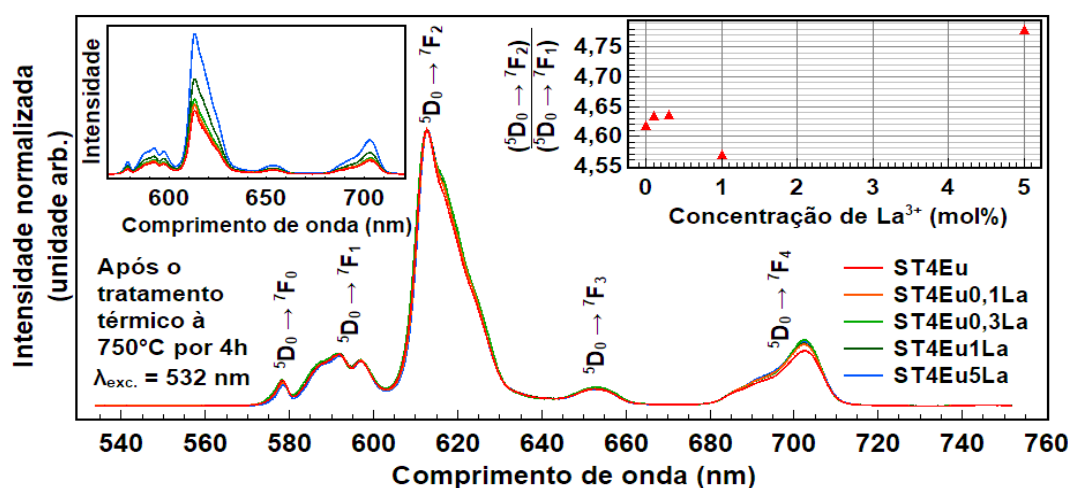 Intensidade normalizada
(unidade arb.)
Intensidade
600
700
Comprimento de onda (nm)
⁵D₀ → ⁷F₂
(⁵D₀ → ⁷F₂)
(⁵D₀ → ⁷F₁)
4,75
4,70
4,65
4,60
4,55
0
1
2
3
4
5
Concentração de La³⁺ (mol%)
Após o
tratamento
térmico à
750°C por 4h
λexc. = 532 nm
⁵D₀ → ⁷F₀
⁵D₀ → ⁷F₁
⁵D₀ → ⁷F₃
⁵D₀ → ⁷F₄
ST4Eu
ST4Eu0,1La
ST4Eu0,3La
ST4Eu1La
ST4Eu5La
540
560
580
600
620
640
660
680
700
720
740
760
Comprimento de onda (nm)